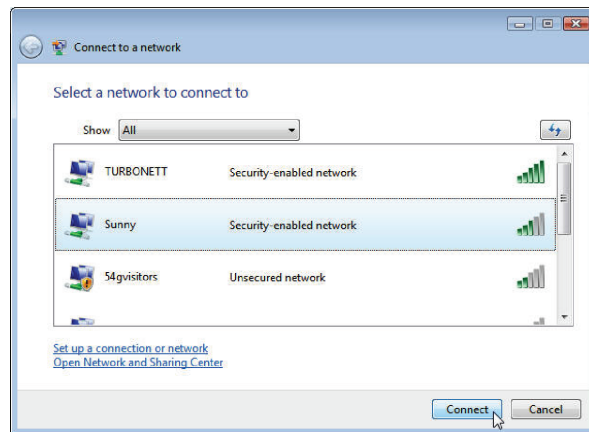 Connect to a network
Select a network to connect to
Show All
TURBONETT Security-enabled network
Sunny Security-enabled network
54gvisitors Unsecured network
Set up a connection or network
Open Network and Sharing Center
Connect Cancel